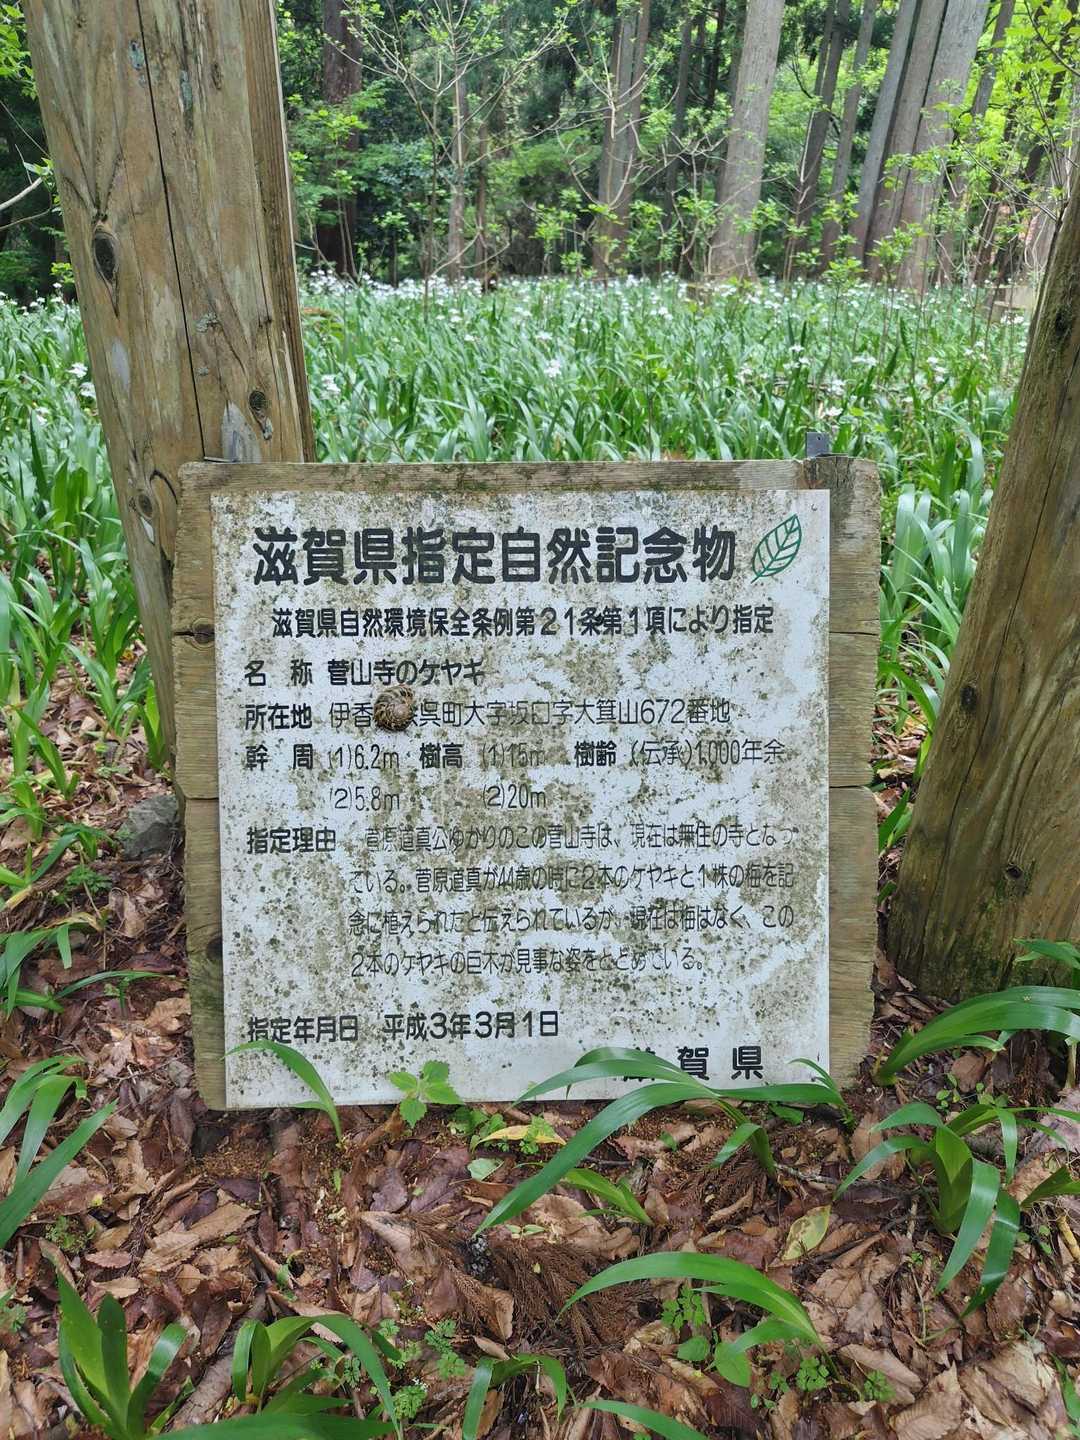 滋賀県指定自然記念物
滋賀県自然環境保全条例第21条第1項により指定
名 称 菅山寺のケヤキ
所在地 伊香 余呉町大字坂口字大箕山672番地
幹 周 (1)6.2m 樹高 (1)15m 樹齢 (伝承)1,000年余
(2)5.8m (2)20m
指定理由 菅原道真公ゆかりのこの菅山寺は、現在は無住の寺となっ
ている。菅原道真が44歳の時に2本のケヤキと1株の梅を記
念に植えられたと伝えられているが、現在は梅はなく、この
2本のケヤキの巨木が見事な姿をとどめている。
指定年月日 平成3年3月1日
滋賀県